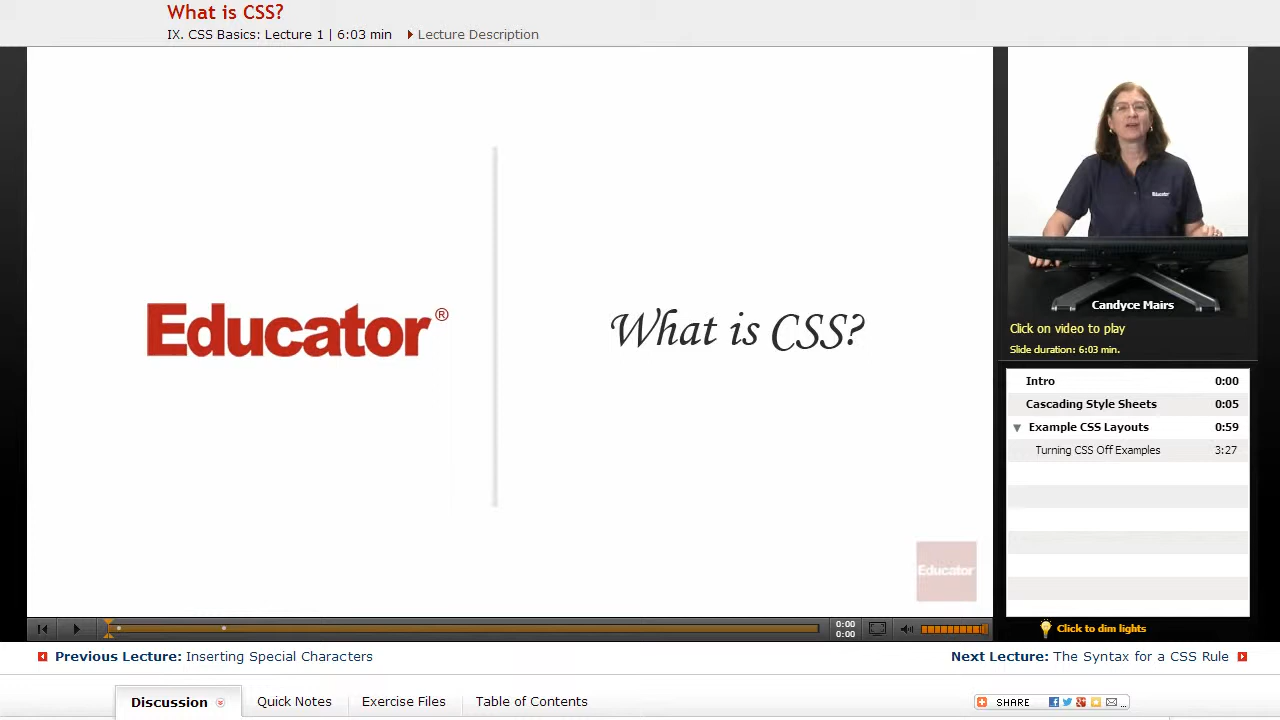 What is CSS?
IX. CSS Basics: Lecture 1 | 6:03 min Lecture Description
Educator®
What is CSS?
Educator
Educator
Candyce Mairs
Click on video to play
Slide duration: 6:03 min.
Intro 0:00
Cascading Style Sheets 0:05
Example CSS Layouts 0:59
Turning CSS Off Examples 3:27
0:00
0:00
Click to dim lights
Previous Lecture: Inserting Special Characters
Next Lecture: The Syntax for a CSS Rule
Discussion Quick Notes Exercise Files Table of Contents
SHARE ...